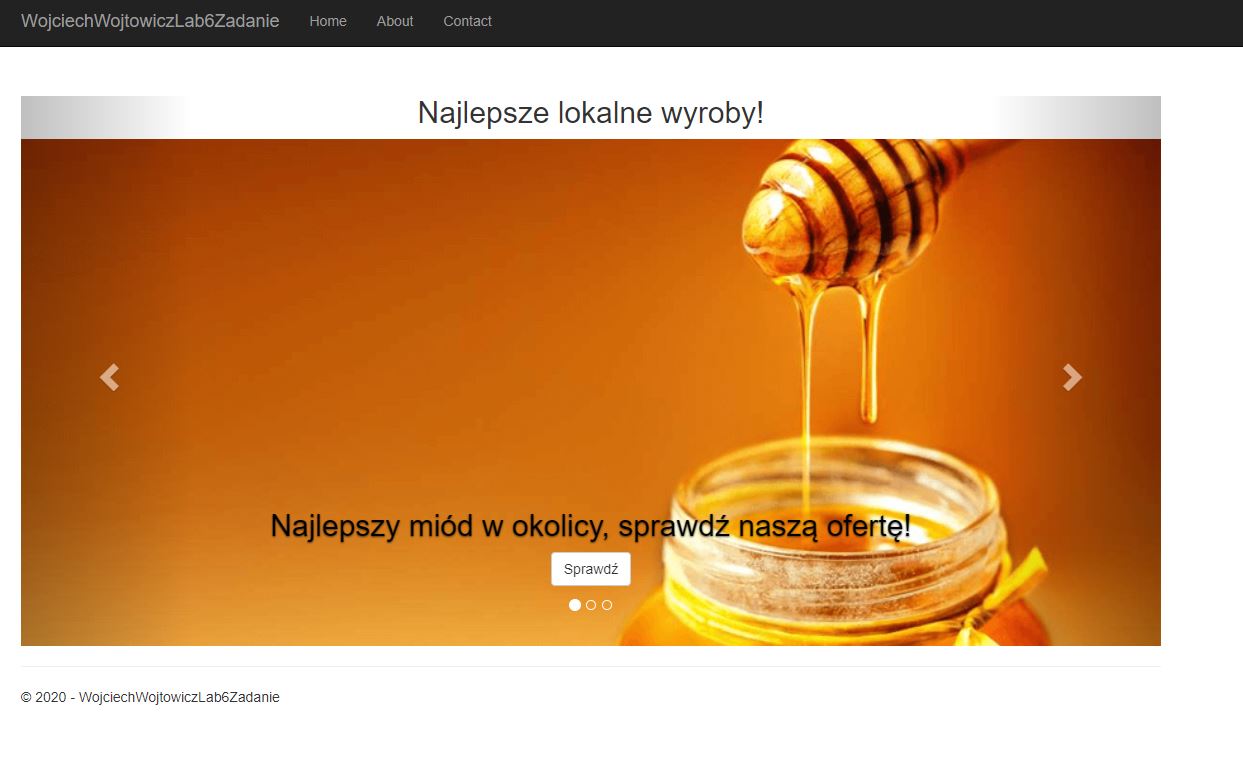 WojciechWojtowiczLab6Zadanie Home About Contact
Najlepsze lokalne wyroby!
Najlepszy miód w okolicy, sprawdź naszą ofertę!
Sprawdź
© 2020 - WojciechWojtowiczLab6Zadanie